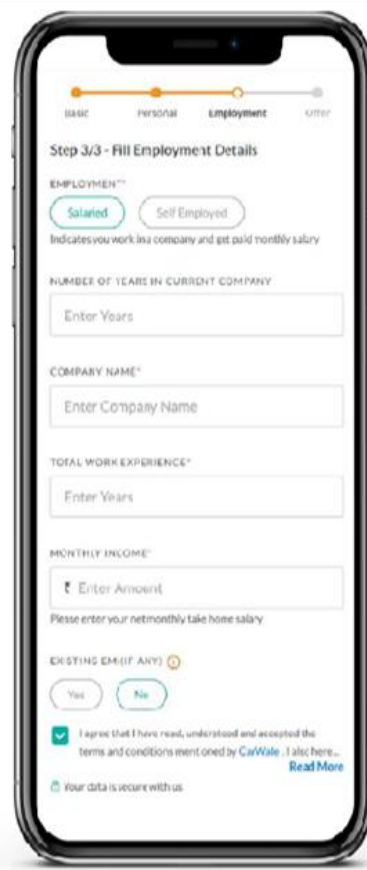 Basic Personal Employment Offer
Step 3/3 - Fill Employment Details
EMPLOYMENT*
Salaried Self Employed
Indicates you work in a company and get paid monthly salary
NUMBER OF YEARS IN CURRENT COMPANY
Enter Years
COMPANY NAME*
Enter Company Name
TOTAL WORK EXPERIENCE*
Enter Years
MONTHLY INCOME*
₹ Enter Amount
Please enter your netmonthly take home salary
EXISTING EMI(IF ANY)
Yes No
I agree that I have read, understood and accepted the
terms and conditions mentioned by CarWale . I also here...
Read More
Your data is secure with us